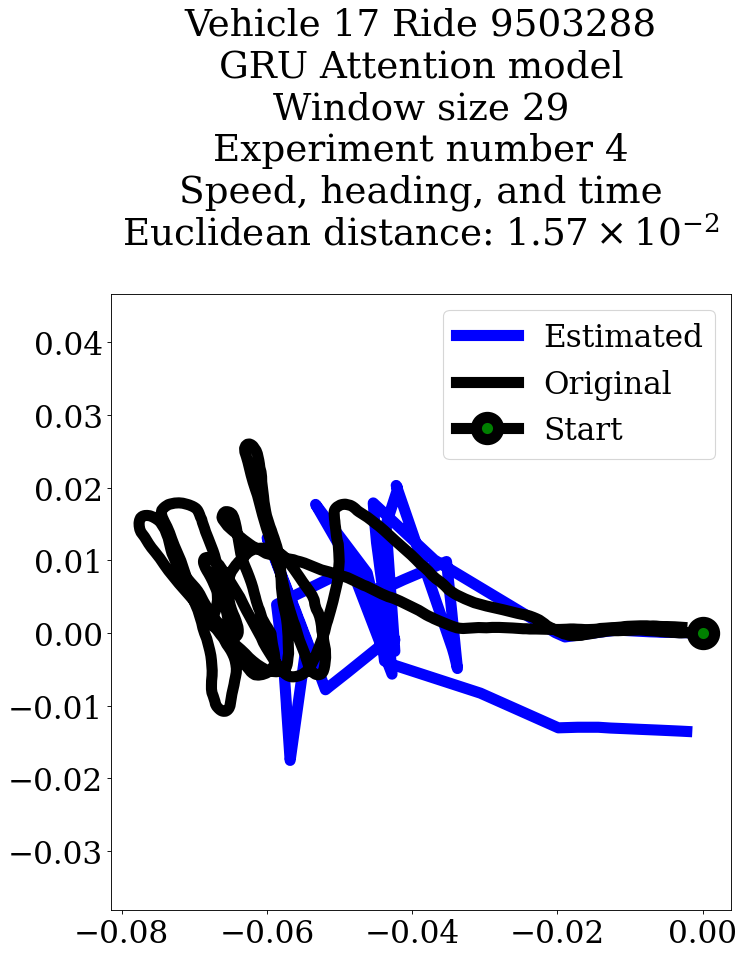 Vehicle 17 Ride 9503288
GRU Attention model
Window size 29
Experiment number 4
Speed, heading, and time
Euclidean distance: 1.57 × 10⁻²
Estimated
Original
Start
0.04
0.03
0.02
0.01
0.00
−0.01
−0.02
−0.03
−0.08 −0.06 −0.04 −0.02 0.00